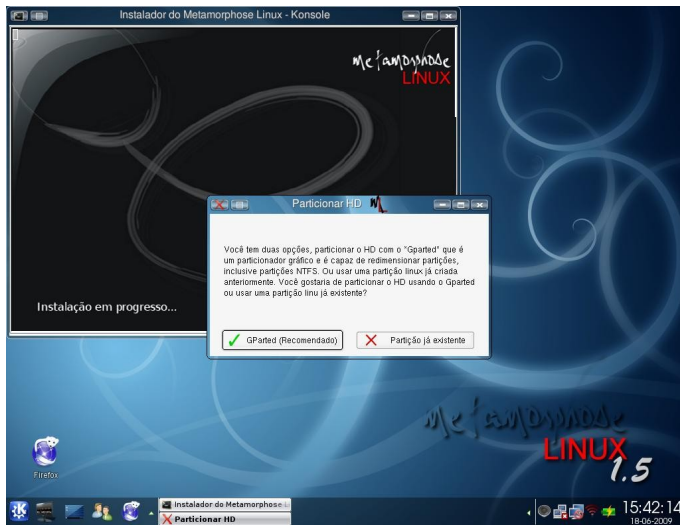 Instalador do Metamorphose Linux - Konsole
metamorphose
LINUX
Instalação em progresso...
Particionar HD
Você tem duas opções, particionar o HD com o "Gparted" que é
um particionador gráfico e é capaz de redimensionar partições,
inclusive partições NTFS. Ou usar uma partição linux já criada
anteriormente. Você gostaria de particionar o HD usando o Gparted
ou usar uma partição linu já existente?
GParted (Recomendado)
Partição já existente
metamorphose
LINUX
1.5
Firefox
Instalador do Metamorphose L
Particionar HD
15:42:14
18-06-2009